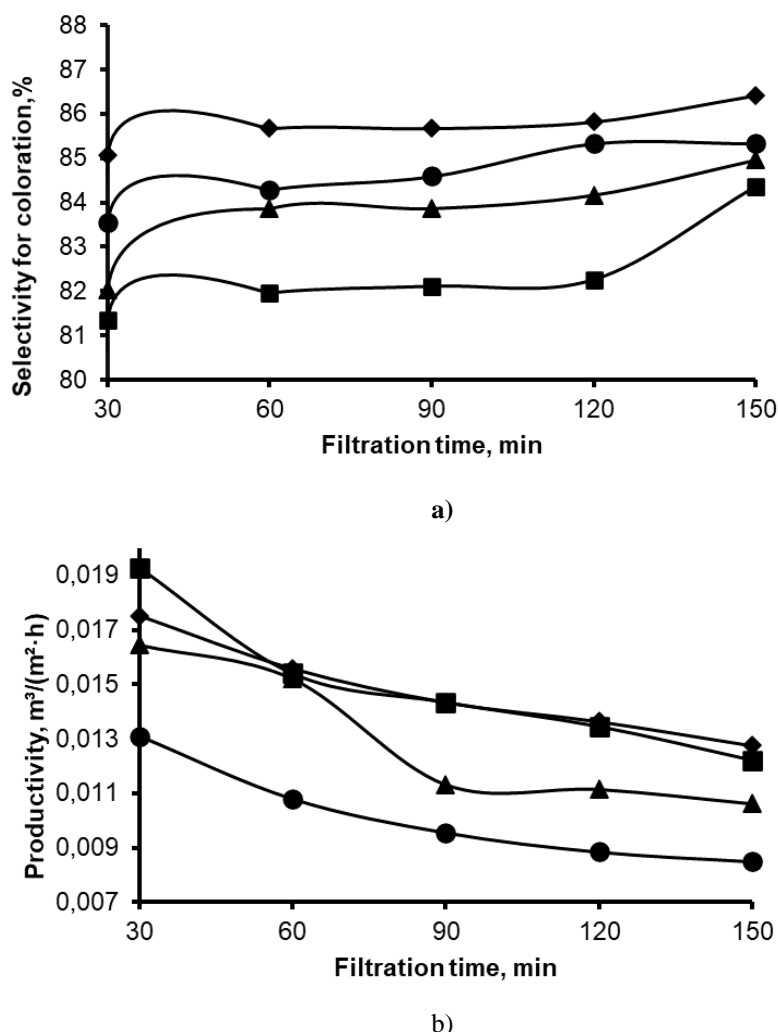 88
87
86
85
84
83
82
81
80
Selectivity for coloration,%
30 60 90 120 150
Filtration time, min
a)
0,019
0,017
0,015
0,013
0,011
0,009
0,007
Productivity, m³/(m²·h)
30 60 90 120 150
Filtration time, min
b)